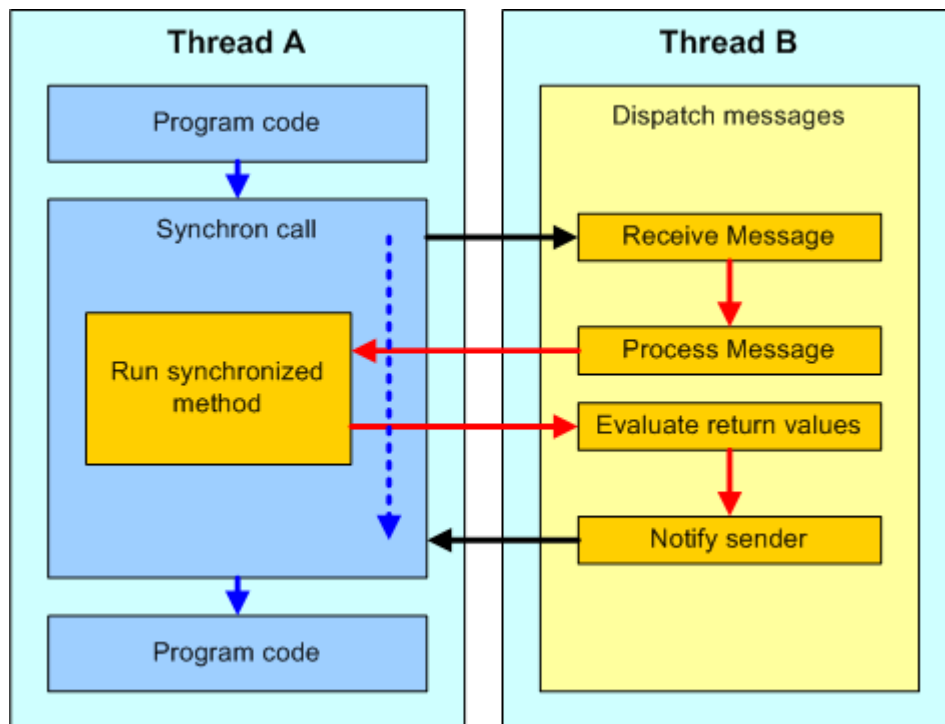 Thread A
Program code
Synchron call
Run synchronized
method
Program code
Thread B
Dispatch messages
Receive Message
Process Message
Evaluate return values
Notify sender